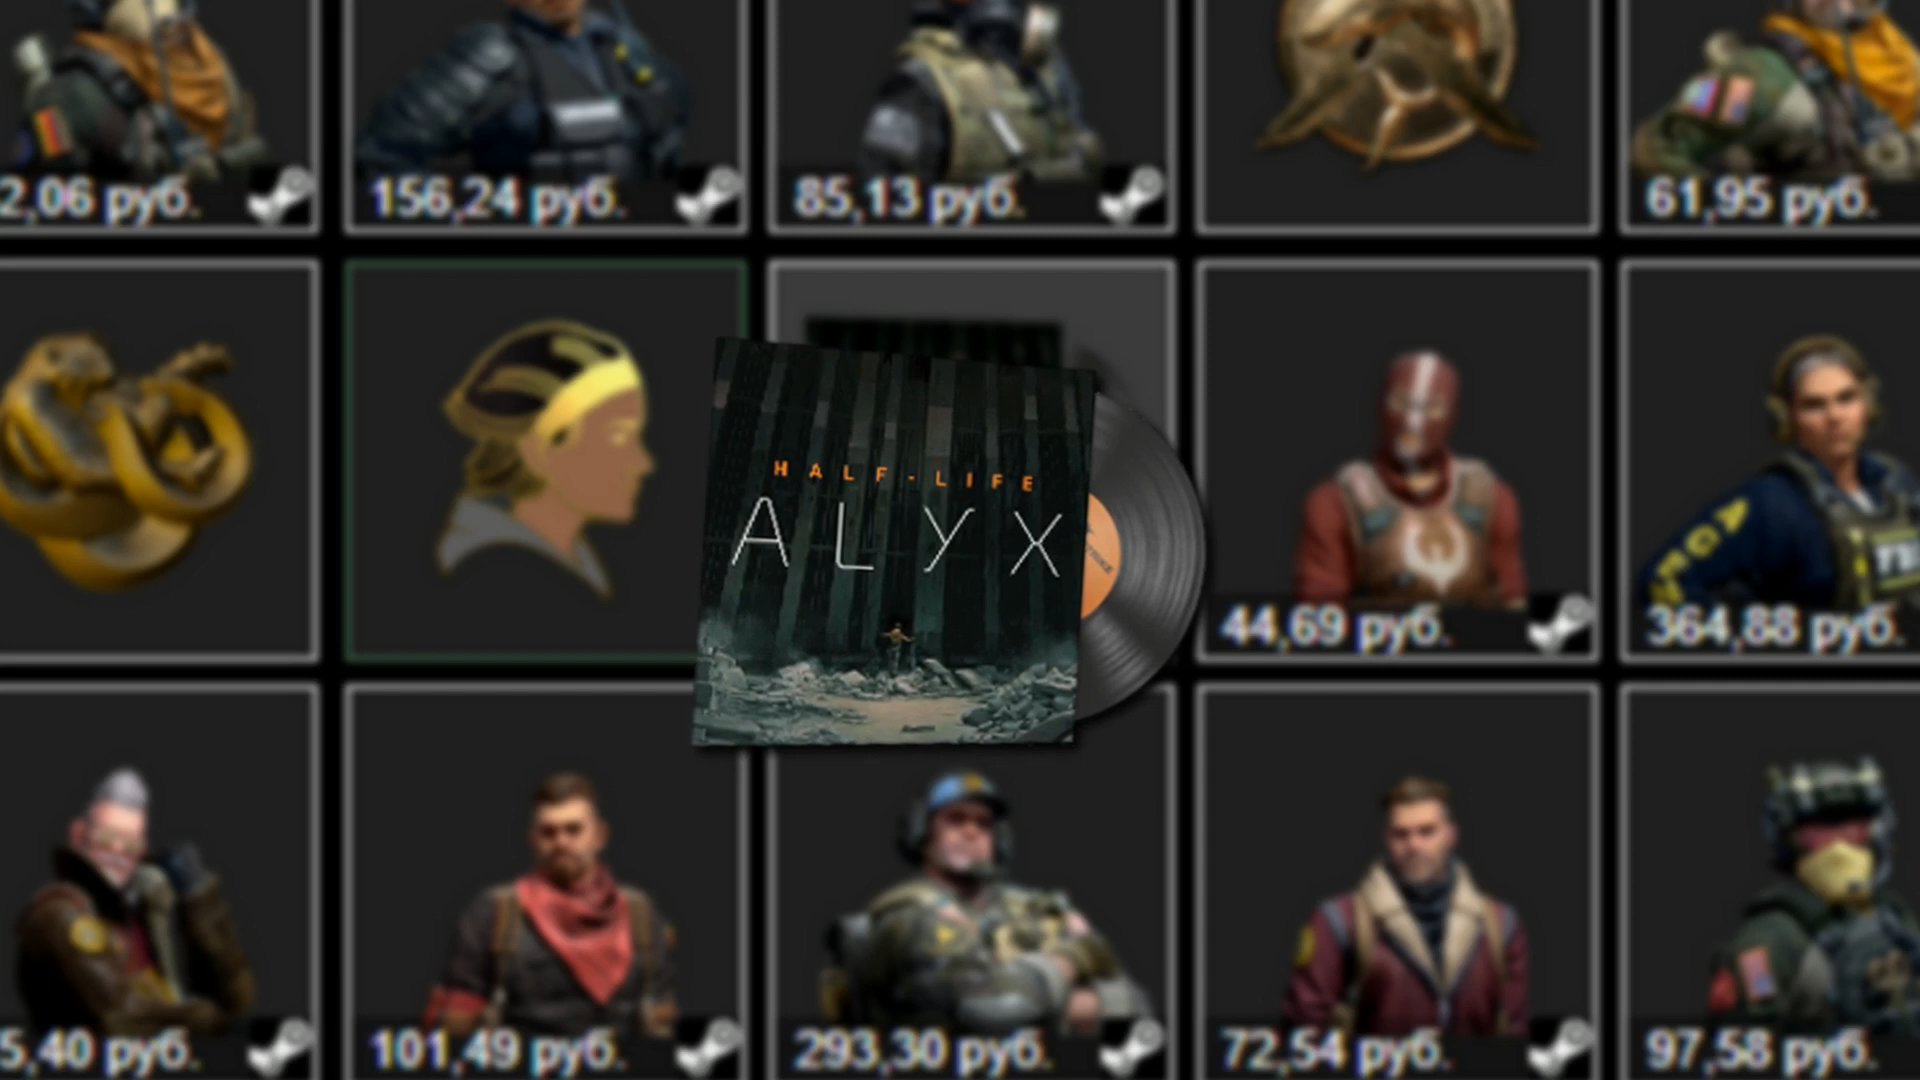 2,06 руб.
156,24 руб.
85,13 руб.
61,95 руб.
HALF-LIFE
ALYX
44,69 руб.
364,88 руб.
5,40 руб.
101,49 руб.
293,30 руб.
72,54 руб.
97,58 руб.